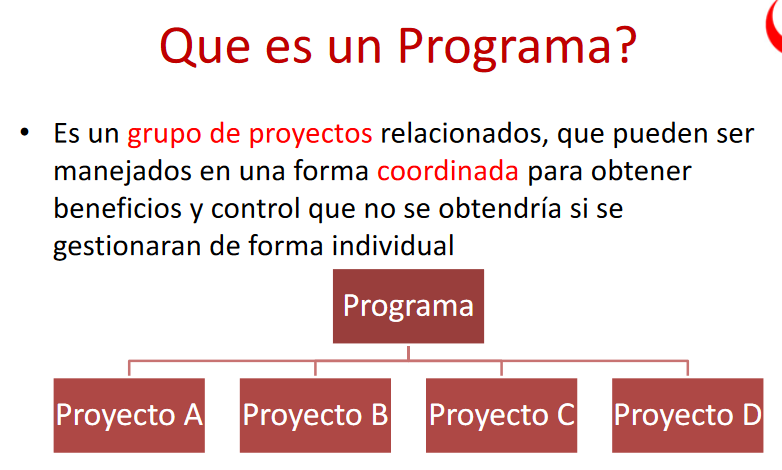 Que es un Programa?
• Es un grupo de proyectos relacionados, que pueden ser
manejados en una forma coordinada para obtener
beneficios y control que no se obtendría si se
gestionaran de forma individual
Programa
Proyecto A
Proyecto B
Proyecto C
Proyecto D